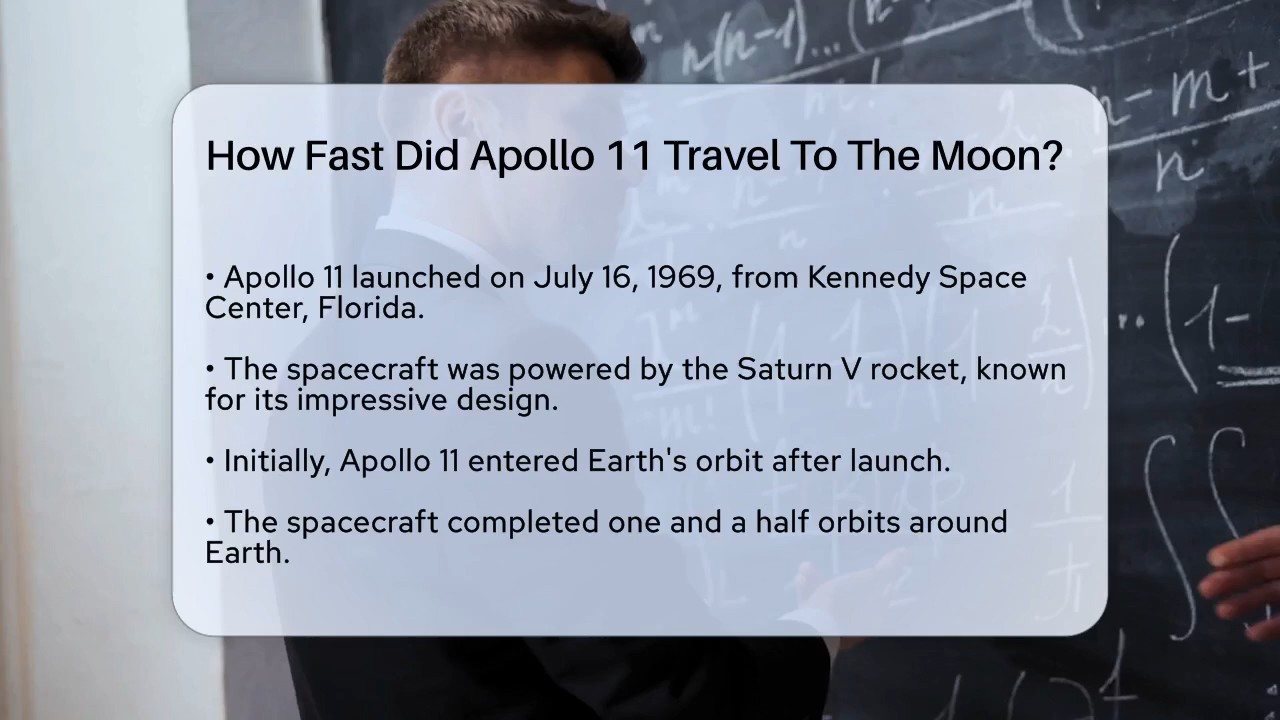 How Fast Did Apollo 11 Travel To The Moon?
• Apollo 11 launched on July 16, 1969, from Kennedy Space
Center, Florida.
• The spacecraft was powered by the Saturn V rocket, known
for its impressive design.
• Initially, Apollo 11 entered Earth's orbit after launch.
• The spacecraft completed one and a half orbits around
Earth.
n(n-1)...
m!
n-m+
n
(1-